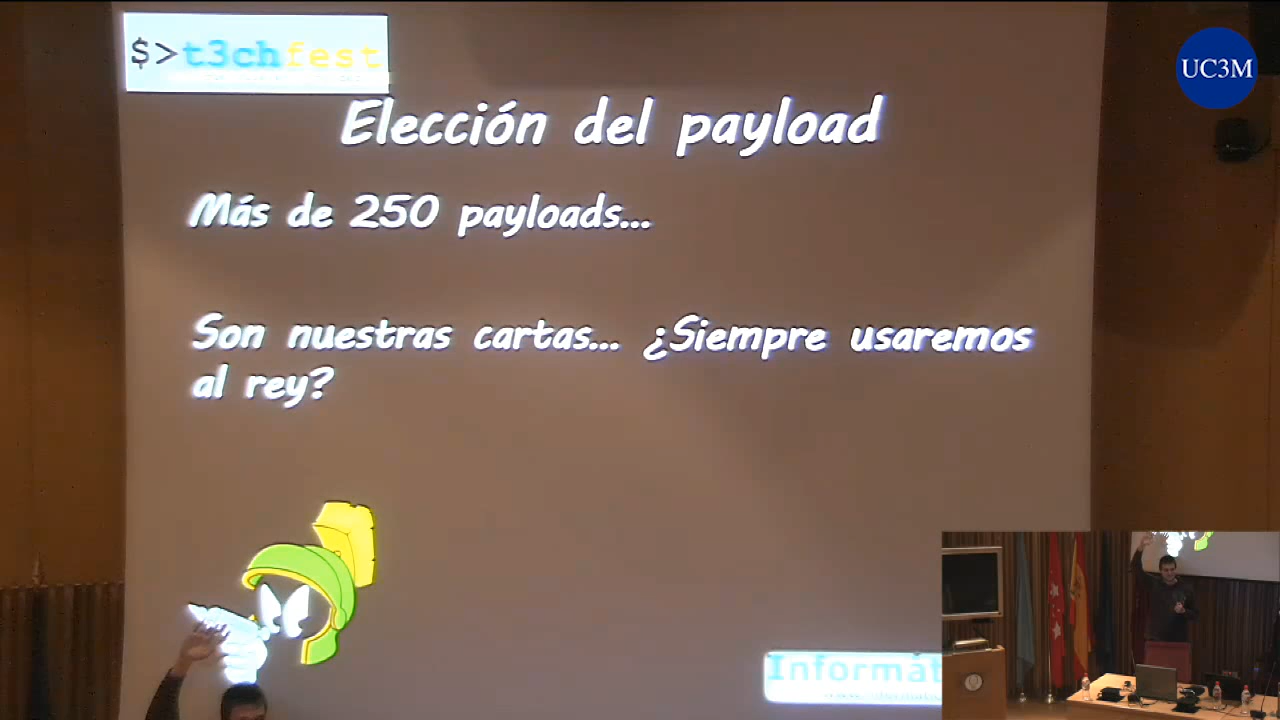 $>t3chfest
UC3M
Elección del payload
Más de 250 payloads...
Son nuestras cartas... ¿Siempre usaremos
al rey?
Informát